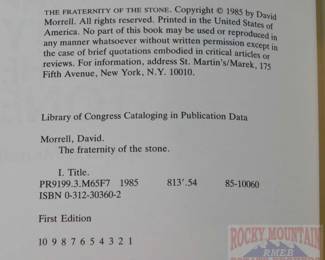 THE FRATERNITY OF THE STONE. Copyright © 1985 by David
Morrell. All rights reserved. Printed in the United States of
America. No part of this book may be used or reproduced in
any manner whatsoever without written permission except in
the case of brief quotations embodied in critical articles or
reviews. For information, address St. Martin's/Marek, 175
Fifth Avenue, New York, N.Y. 10010.
Library of Congress Cataloging in Publication Data
Morrell, David.
The fraternity of the stone.
I. Title.
PR9199.3.M65F7 1985 813'.54 85-10060
ISBN 0-312-30360-2
First Edition
10 9 8 7 6 5 4 3 2 1
ROCKY MOUNTAIN
RMEB